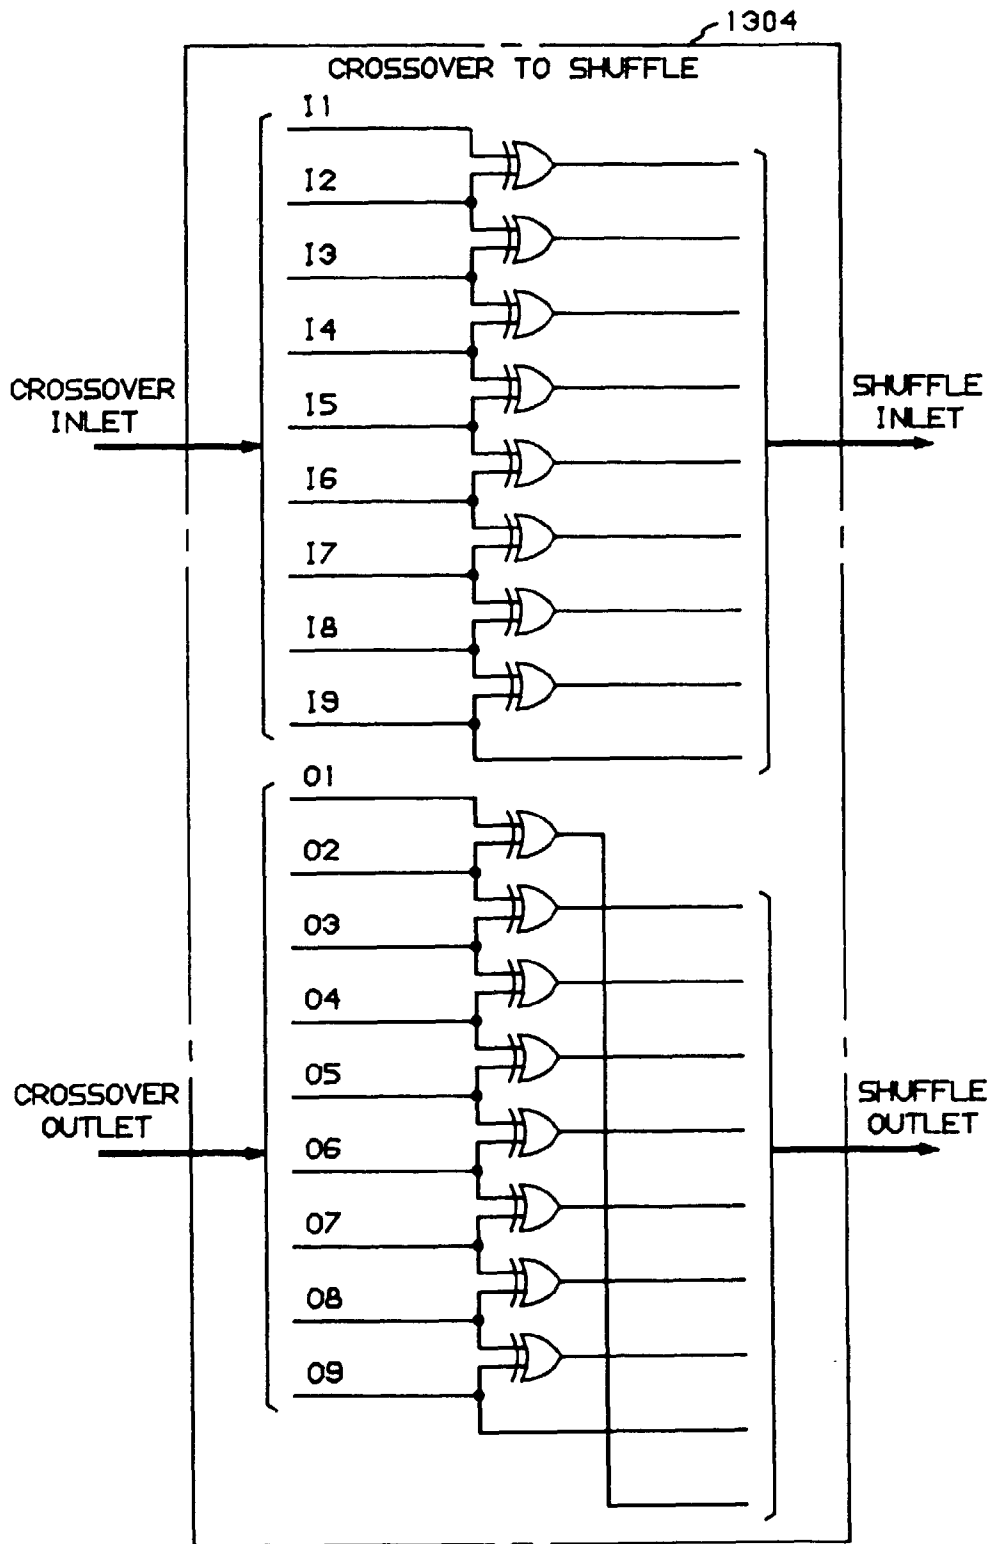 1304
CROSSOVER TO SHUFFLE
I1
I2
I3
I4
CROSSOVER
INLET
SHUFFLE
INLET
I5
I6
I7
I8
I9
O1
O2
O3
O4
O5
CROSSOVER
OUTLET
SHUFFLE
OUTLET
O6
O7
O8
O9